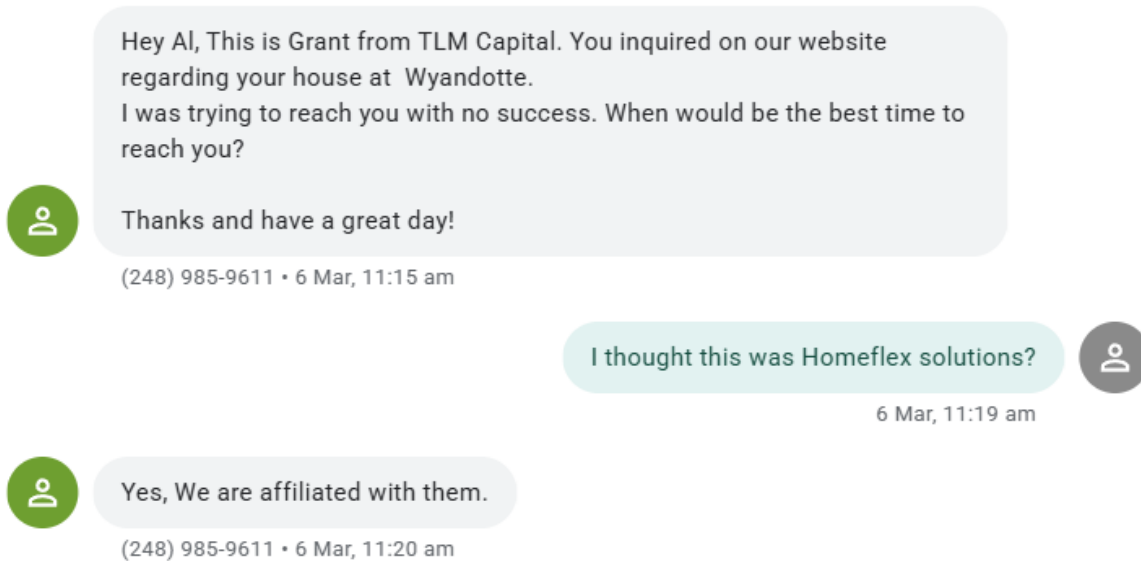 Hey Al, This is Grant from TLM Capital. You inquired on our website
regarding your house at  Wyandotte.
I was trying to reach you with no success. When would be the best time to
reach you?
Thanks and have a great day!
(248) 985-9611 • 6 Mar, 11:15 am
I thought this was Homeflex solutions?
6 Mar, 11:19 am
Yes, We are affiliated with them.
(248) 985-9611 • 6 Mar, 11:20 am